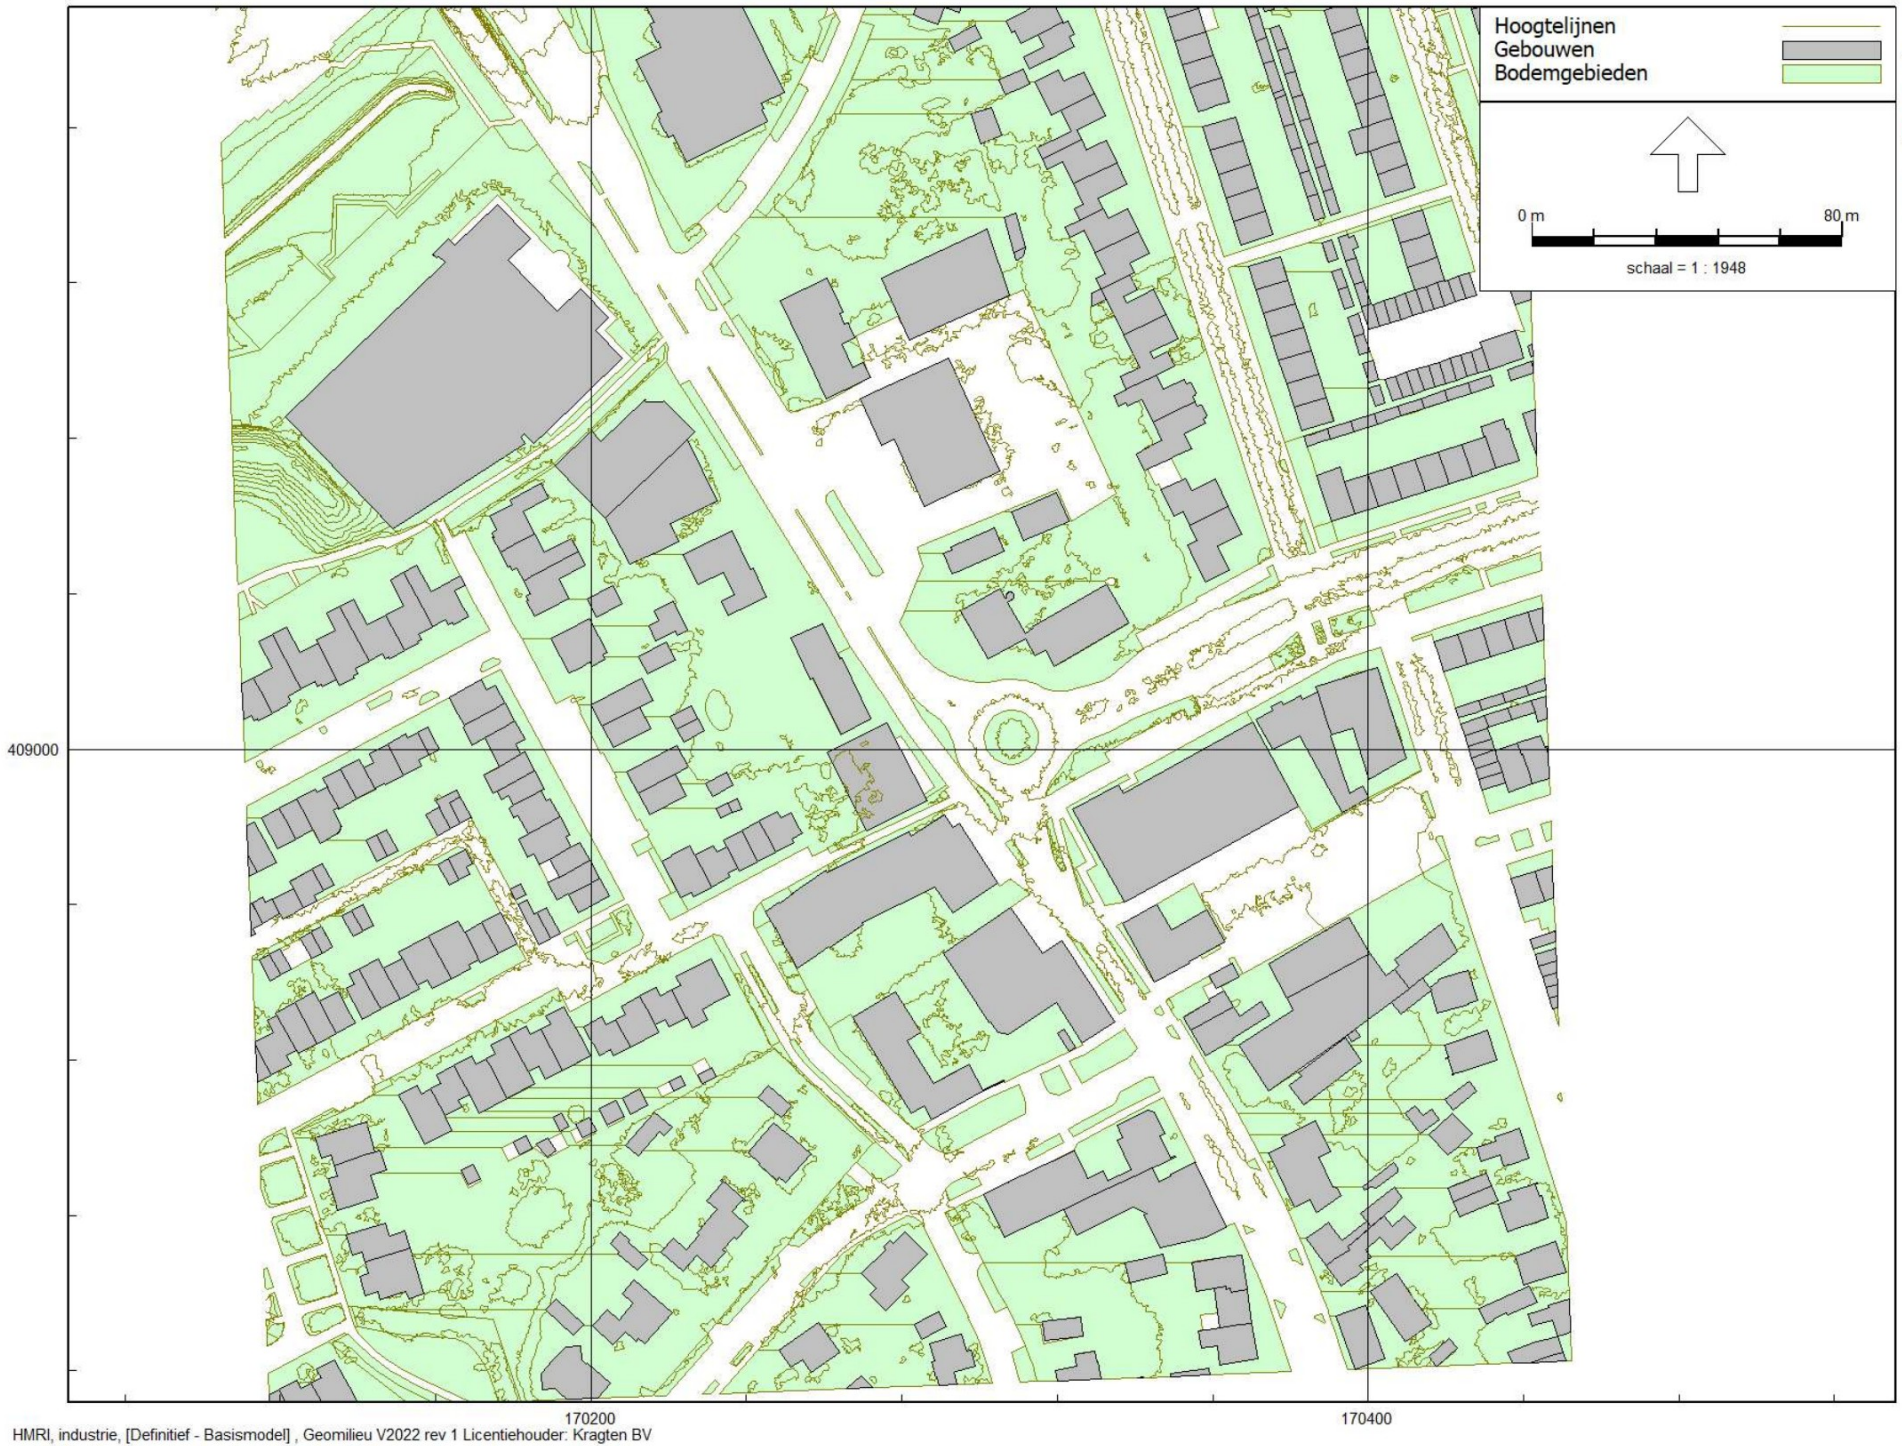 Hoogtelijnen
Gebouwen
Bodemgebieden
0 m 80 m
schaal = 1 : 1948
409000
170200 170400
HMRI, industrie, [Definitief - Basismodel] , Geomilieu V2022 rev 1 Licentiehouder: Kragten BV